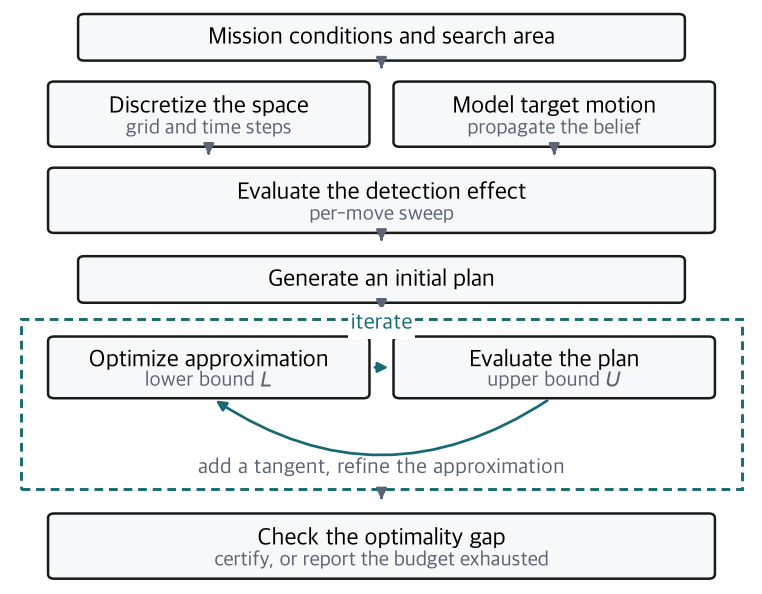 Mission conditions and search area
Discretize the space
grid and time steps
Model target motion
propagate the belief
Evaluate the detection effect
per-move sweep
Generate an initial plan
iterate
Optimize approximation
lower bound L
Evaluate the plan
upper bound U
add a tangent, refine the approximation
Check the optimality gap
certify, or report the budget exhausted